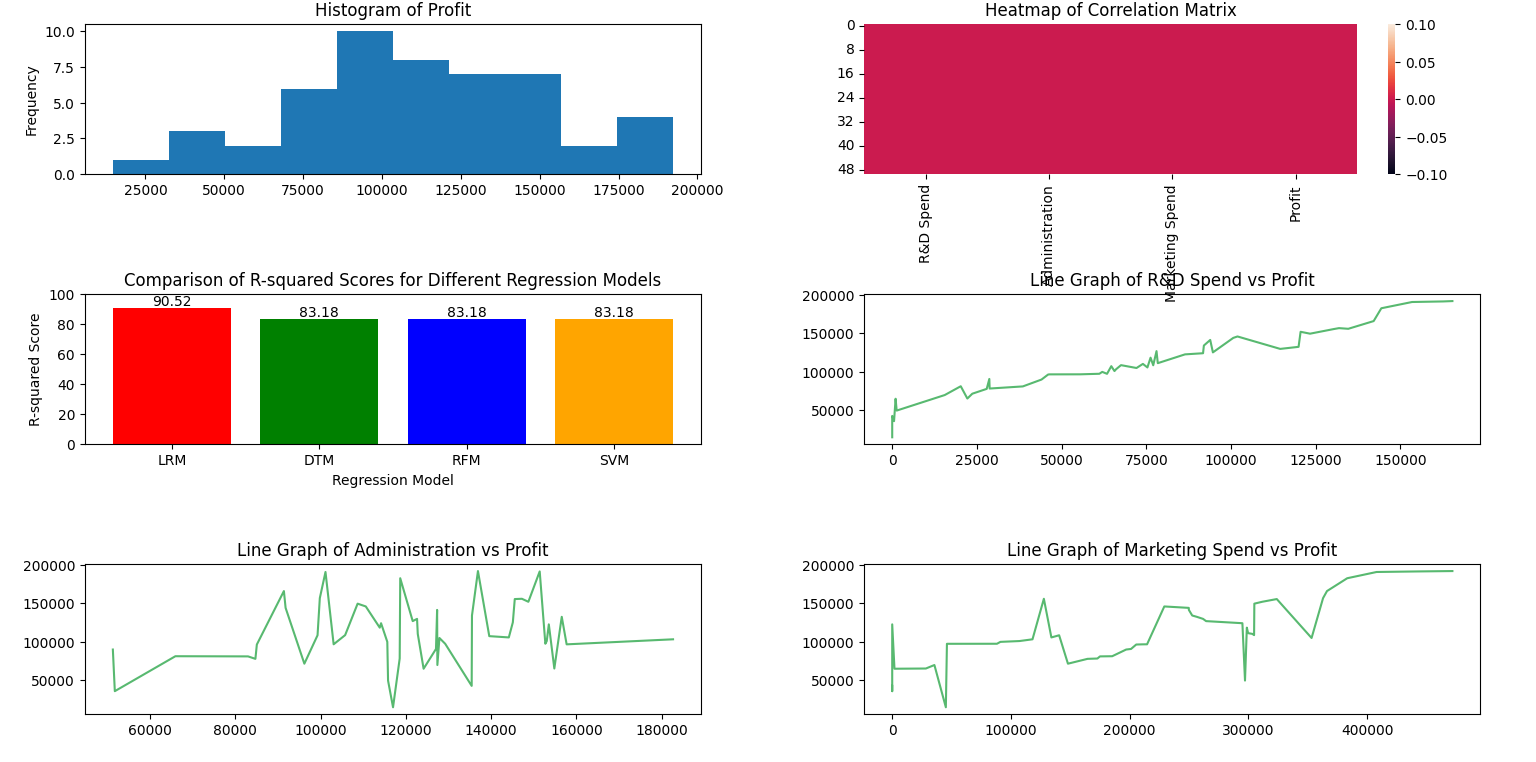 Histogram of Profit
Frequency
10.0
7.5
5.0
2.5
0.0
25000 50000 75000 100000 125000 150000 175000 200000
Heatmap of Correlation Matrix
0
8
16
24
32
40
48
R&D Spend
Administration
Marketing Spend
Profit
0.10
0.05
0.00
−0.05
−0.10
Comparison of R-squared Scores for Different Regression Models
R-squared Score
100
80
60
40
20
0
90.52 83.18 83.18 83.18
LRM DTM RFM SVM
Regression Model
Line Graph of R&D Spend vs Profit
200000
150000
100000
50000
0 25000 50000 75000 100000 125000 150000
Line Graph of Administration vs Profit
200000
150000
100000
50000
60000 80000 100000 120000 140000 160000 180000
Line Graph of Marketing Spend vs Profit
200000
150000
100000
50000
0 100000 200000 300000 400000